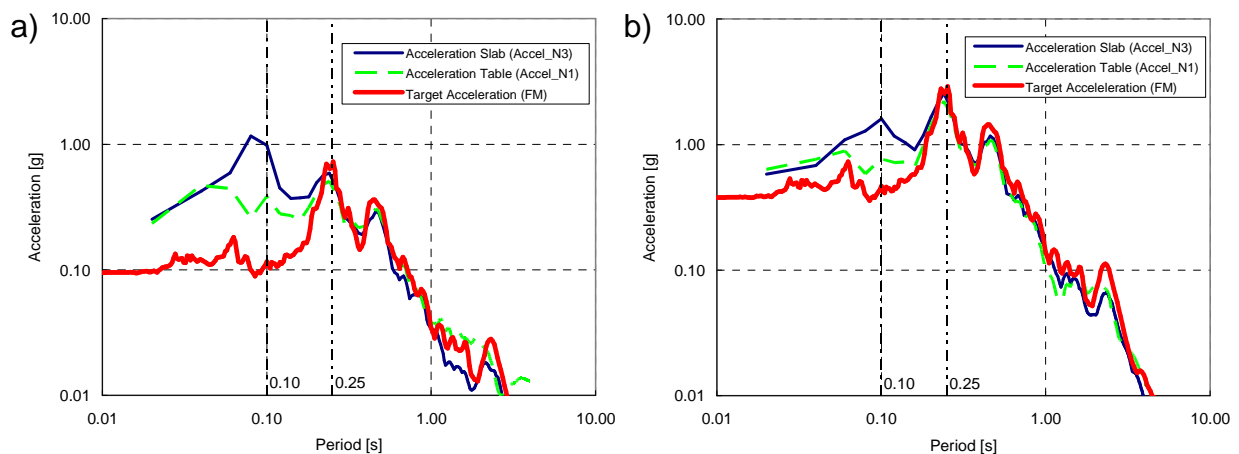 a)
10.00
1.00
0.10
0.01
Acceleration [g]
Acceleration Slab (Accel_N3)
Acceleration Table (Accel_N1)
Target Acceleration (FM)
0.10
0.25
0.01
0.10
1.00
10.00
Period [s]
b)
10.00
1.00
0.10
0.01
Acceleration [g]
Acceleration Slab (Accel_N3)
Acceleration Table (Accel_N1)
Target Acceleleration (FM)
0.10
0.25
0.01
0.10
1.00
10.00
Period [s]